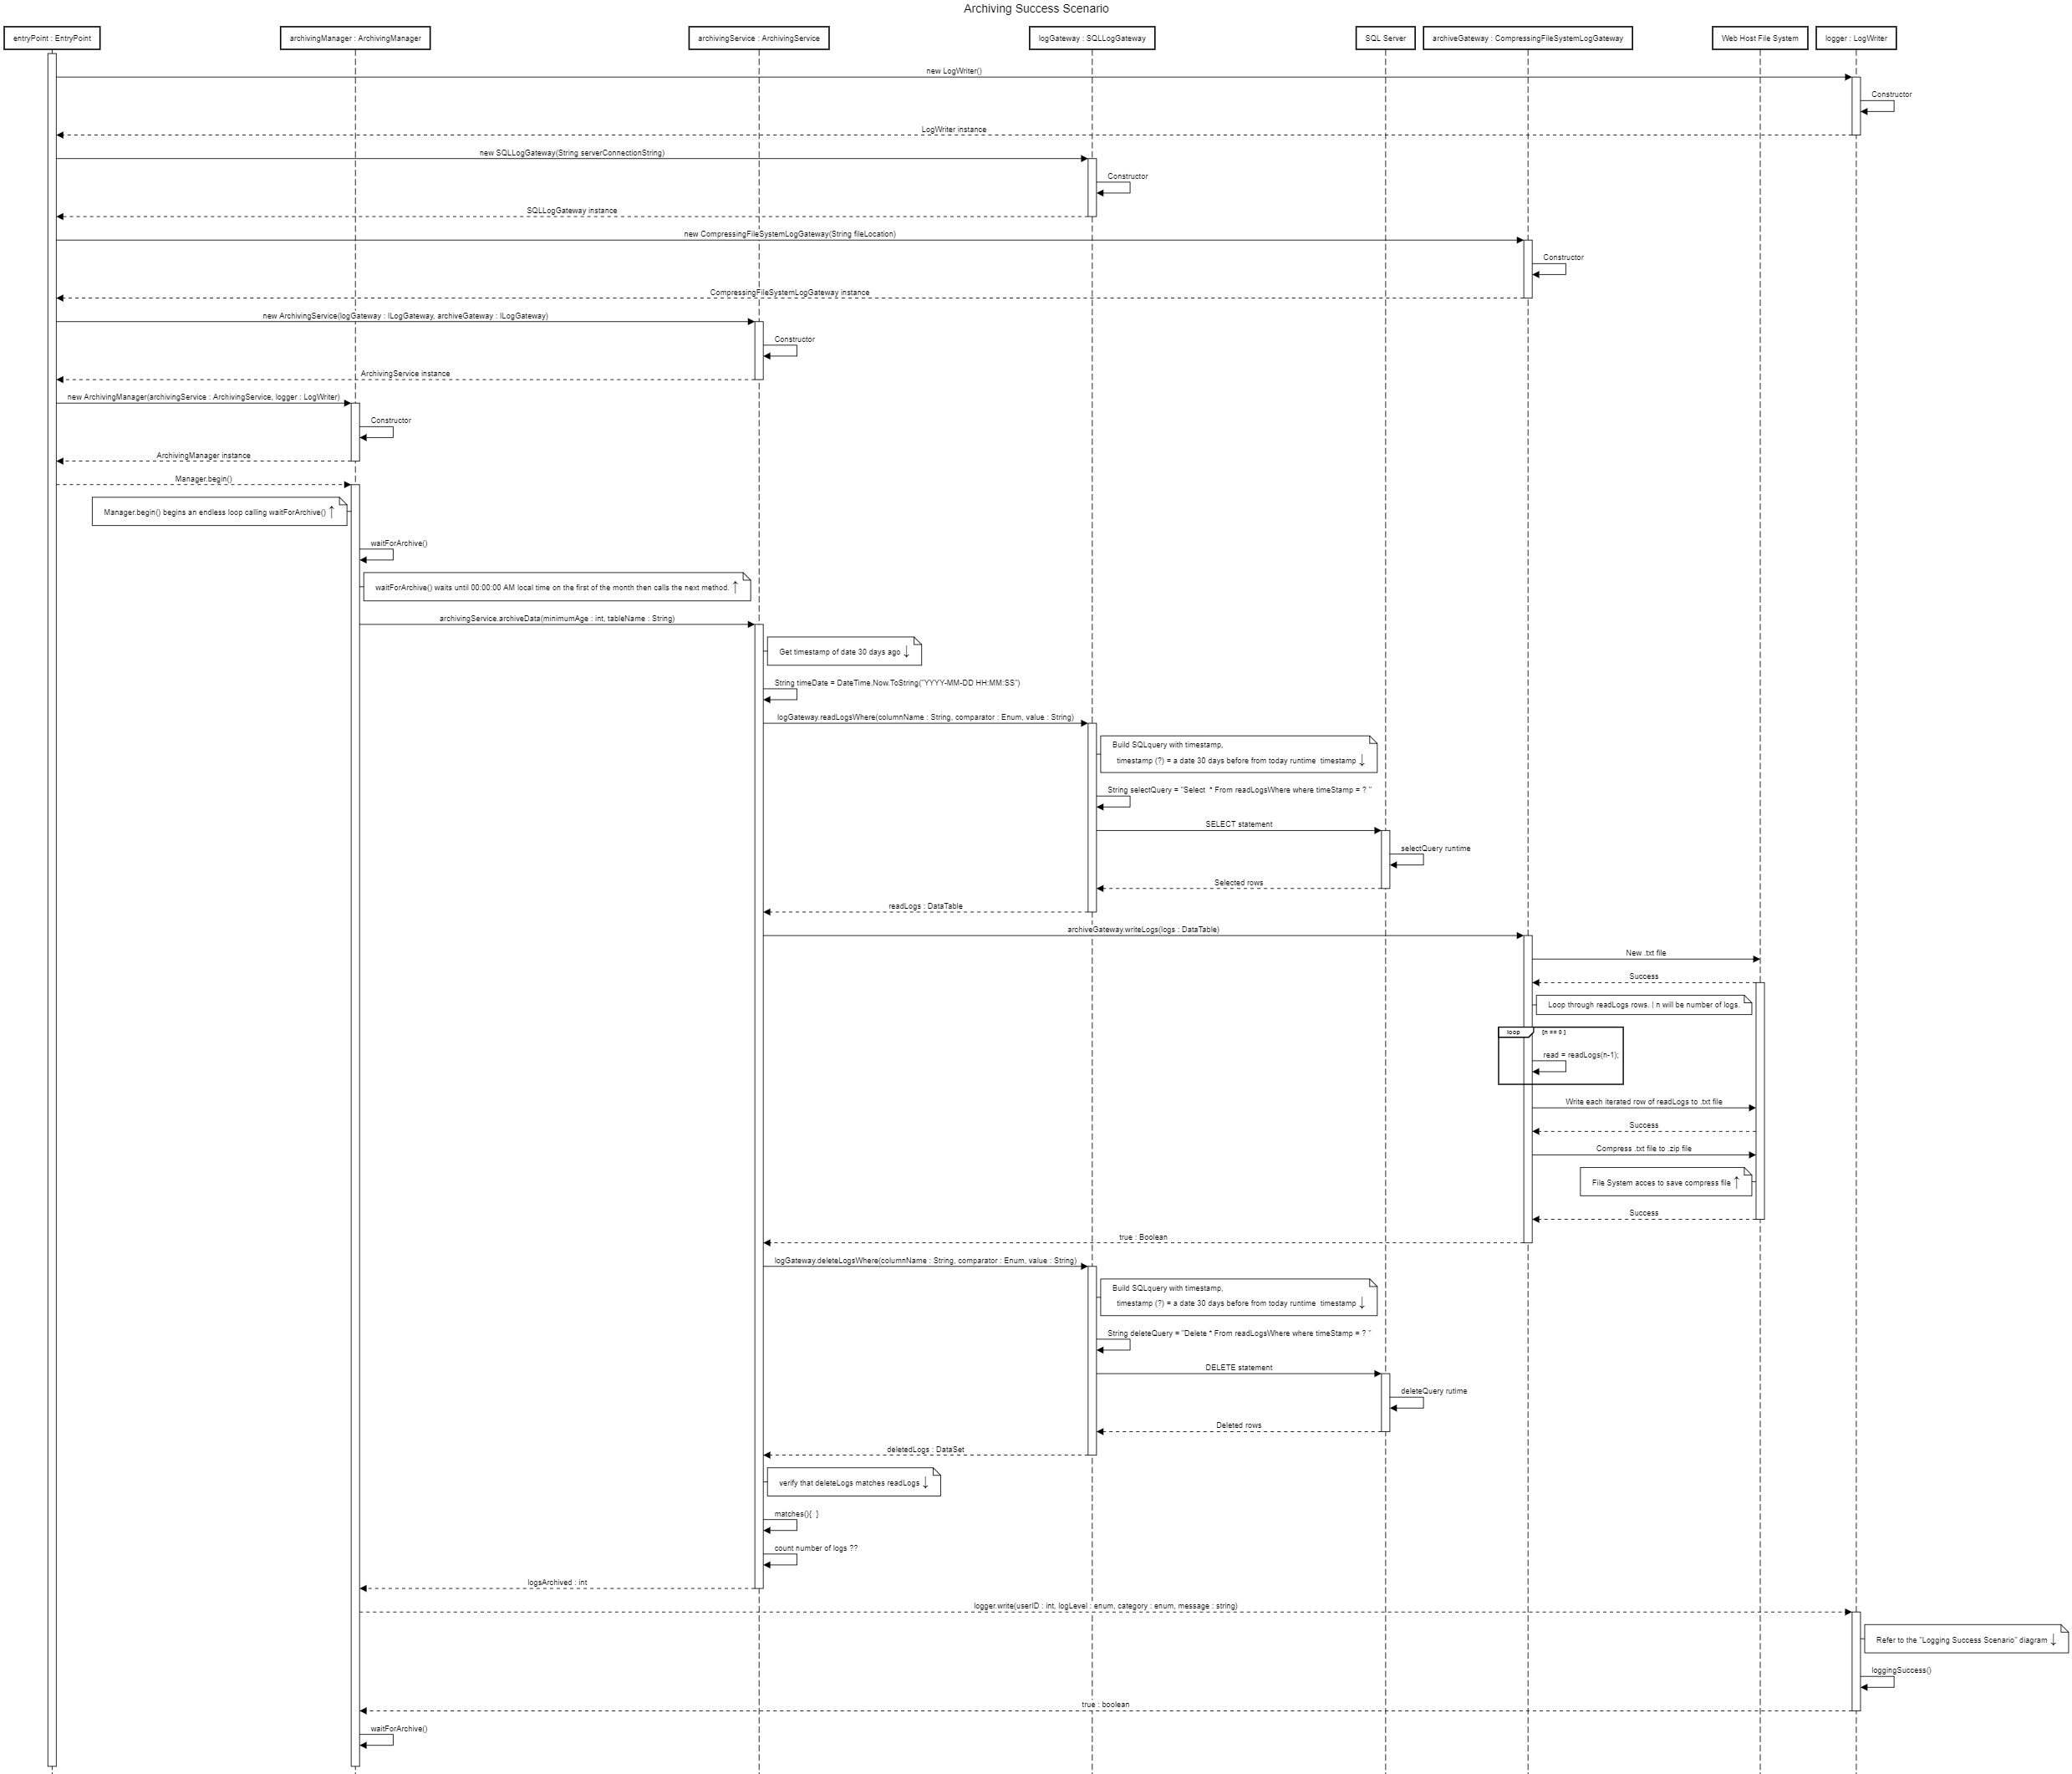 Archiving Success Scenario
entryPoint : EntryPoint
archivingManager : ArchivingManager
archivingService : ArchivingService
logGateway : SQLLogGateway
SQL Server
archiveGateway : CompressingFileSystemLogGateway
Web Host File System
logger : LogWriter
new LogWriter()
Constructor
LogWriter instance
new SQLLogGateway(String serverConnectionString)
Constructor
SQLLogGateway instance
new CompressingFileSystemLogGateway(String fileLocation)
Constructor
CompressingFileSystemLogGateway instance
new ArchivingService(logGateway : ILogGateway, archiveGateway : ILogGateway)
Constructor
ArchivingService instance
new ArchivingManager(archivingService : ArchivingService, logger : LogWriter)
Constructor
ArchivingManager instance
Manager.begin()
Manager.begin() begins an endless loop calling waitForArchive() ↑
waitForArchive()
waitForArchive() waits until 00:00:00 AM local time on the first of the month then calls the next method. ↑
archivingService.archiveData(minimumAge : int, tableName : String)
Get timestamp of date 30 days ago ↓
String timeDate = DateTime.Now.ToString("YYYY-MM-DD HH:MM:SS")
logGateway.readLogsWhere(columnName : String, comparator : Enum, value : String)
Build SQLquery with timestamp,
timestamp (?) = a date 30 days before from today runtime timestamp ↓
String selectQuery = "Select * From readLogsWhere where timeStamp = ? "
SELECT statement
selectQuery runtime
Selected rows
readLogs : DataTable
archiveGateway.writeLogs(logs : DataTable)
New .txt file
Success
Loop through readLogs rows. | n will be number of logs.
loop
[n == 0 ]
read = readLogs(n-1);
Write each iterated row of readLogs to .txt file
Success
Compress .txt file to .zip file
File System acces to save compress file ↑
Success
true : Boolean
logGateway.deleteLogsWhere(columnName : String, comparator : Enum, value : String)
Build SQLquery with timestamp,
timestamp (?) = a date 30 days before from today runtime timestamp ↓
String deleteQuery = "Delete * From readLogsWhere where timeStamp = ? "
DELETE statement
deleteQuery rutime
Deleted rows
deletedLogs : DataSet
verify that deleteLogs matches readLogs ↓
matches(){ }
count number of logs ??
logsArchived : int
logger.write(userID : int, logLevel : enum, category : enum, message : string)
Refer to the "Logging Success Scenario" diagram ↓
loggingSuccess()
true : boolean
waitForArchive()